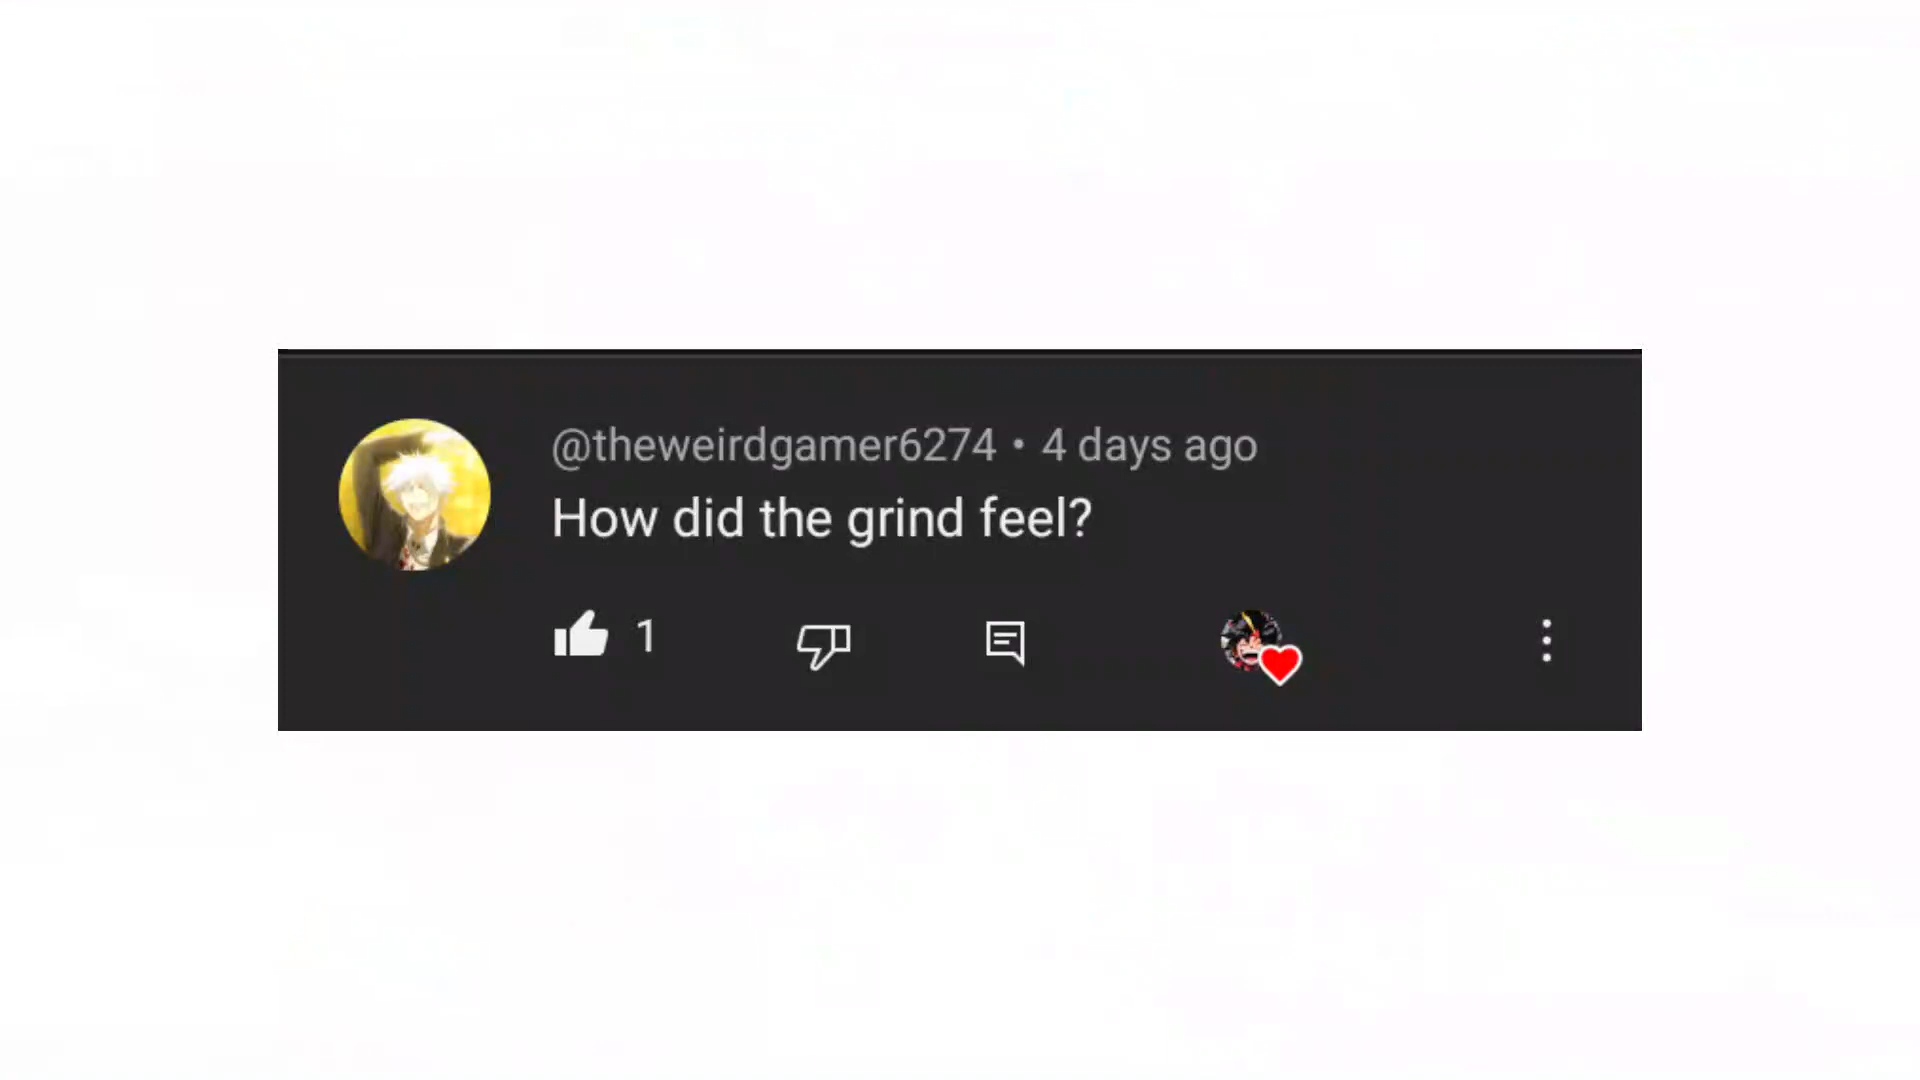 @theweirdgamer6274 • 4 days ago
How did the grind feel?
1